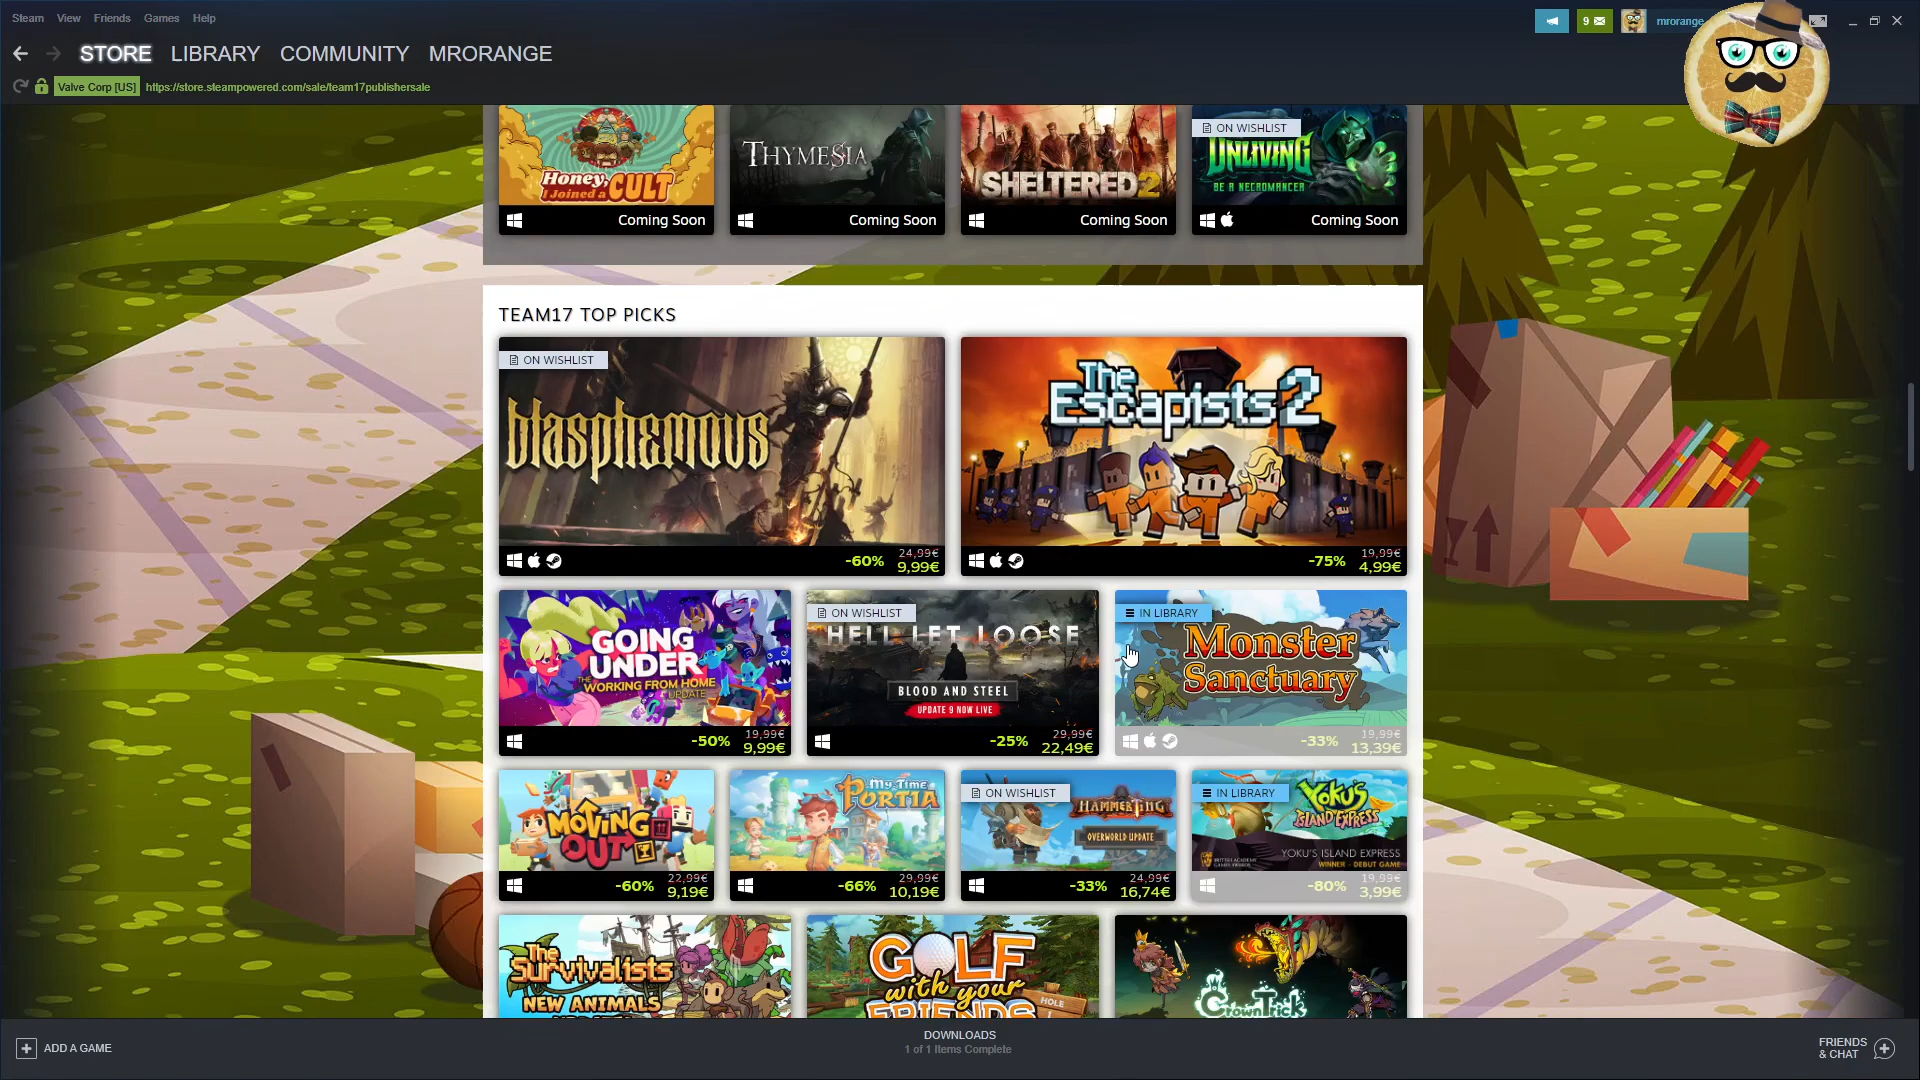 Steam View Friends Games Help
9
mrorange
STORE LIBRARY COMMUNITY MRORANGE
Valve Corp [US] https://store.steampowered.com/sale/team17publishersale
Honey, I Joined a CULT
Coming Soon
THYMESIA
Coming Soon
SHELTERED 2
Coming Soon
ON WISHLIST
UNLIVING
BE A NECROMANCER
Coming Soon
TEAM17 TOP PICKS
ON WISHLIST
blasphemous
-60% 24,99€ 9,99€
The Escapists 2
-75% 19,99€ 4,99€
GOING UNDER
THE WORKING FROM HOME UPDATE
-50% 19,99€ 9,99€
ON WISHLIST
HELL LET LOOSE
BLOOD AND STEEL
UPDATE 9 NOW LIVE
-25% 29,99€ 22,49€
IN LIBRARY
Monster Sanctuary
-33% 19,99€ 13,39€
MOVING OUT
-60% 22,99€ 9,19€
My Time PORTIA
-66% 29,99€ 10,19€
ON WISHLIST
HAMMERTING
OVERWORLD UPDATE
-33% 24,99€ 16,74€
IN LIBRARY
YOKU'S ISLAND EXPRESS
YOKU'S ISLAND EXPRESS
WINNER - DEBUT GAME
-80% 19,99€ 3,99€
The Survivalists
NEW ANIMALS
GOLF with your FRIENDS
HOLE
CrownTrick
ADD A GAME
DOWNLOADS
1 of 1 Items Complete
FRIENDS & CHAT